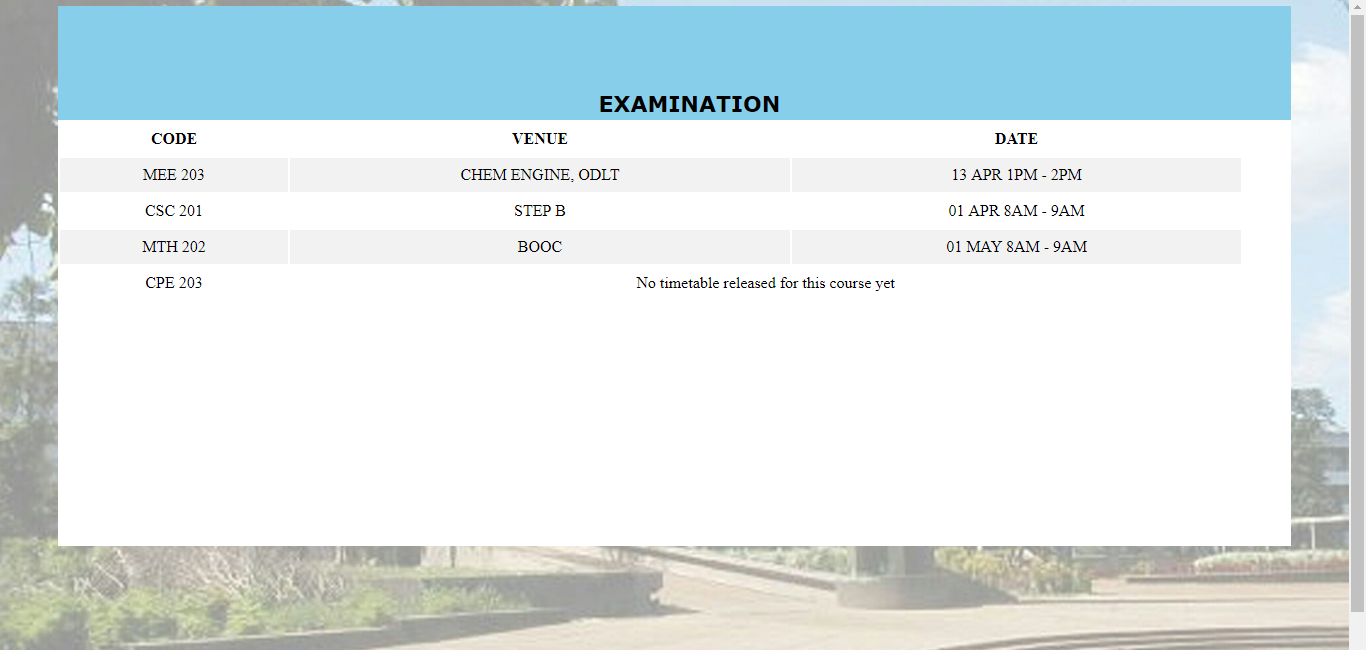 EXAMINATION
CODE VENUE DATE
MEE 203 CHEM ENGINE, ODLT 13 APR 1PM - 2PM
CSC 201 STEP B 01 APR 8AM - 9AM
MTH 202 BOOC 01 MAY 8AM - 9AM
CPE 203 No timetable released for this course yet